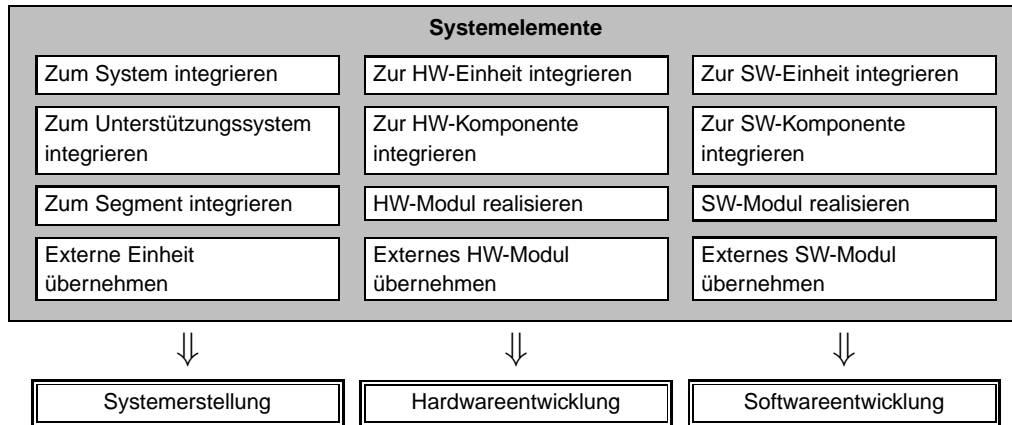 Systemelemente
Zum System integrieren
Zur HW-Einheit integrieren
Zur SW-Einheit integrieren
Zum Unterstützungssystem
integrieren
Zur HW-Komponente
integrieren
Zur SW-Komponente
integrieren
Zum Segment integrieren
HW-Modul realisieren
SW-Modul realisieren
Externe Einheit
übernehmen
Externes HW-Modul
übernehmen
Externes SW-Modul
übernehmen
Systemerstellung
Hardwareentwicklung
Softwareentwicklung